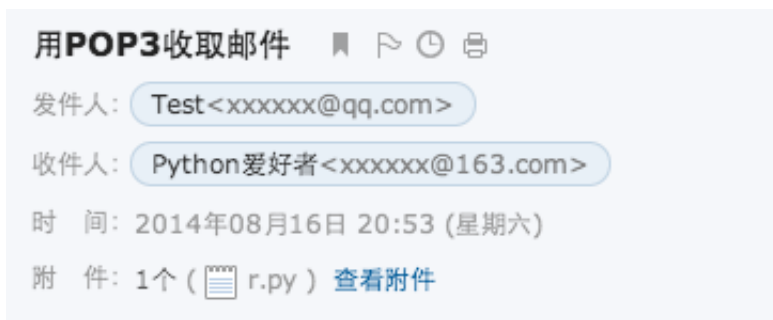 用POP3收取邮件
发件人: Test<xxxxxx@qq.com>
收件人: Python爱好者<xxxxxx@163.com>
时 间: 2014年08月16日 20:53 (星期六)
附 件: 1个 ( r.py ) 查看附件